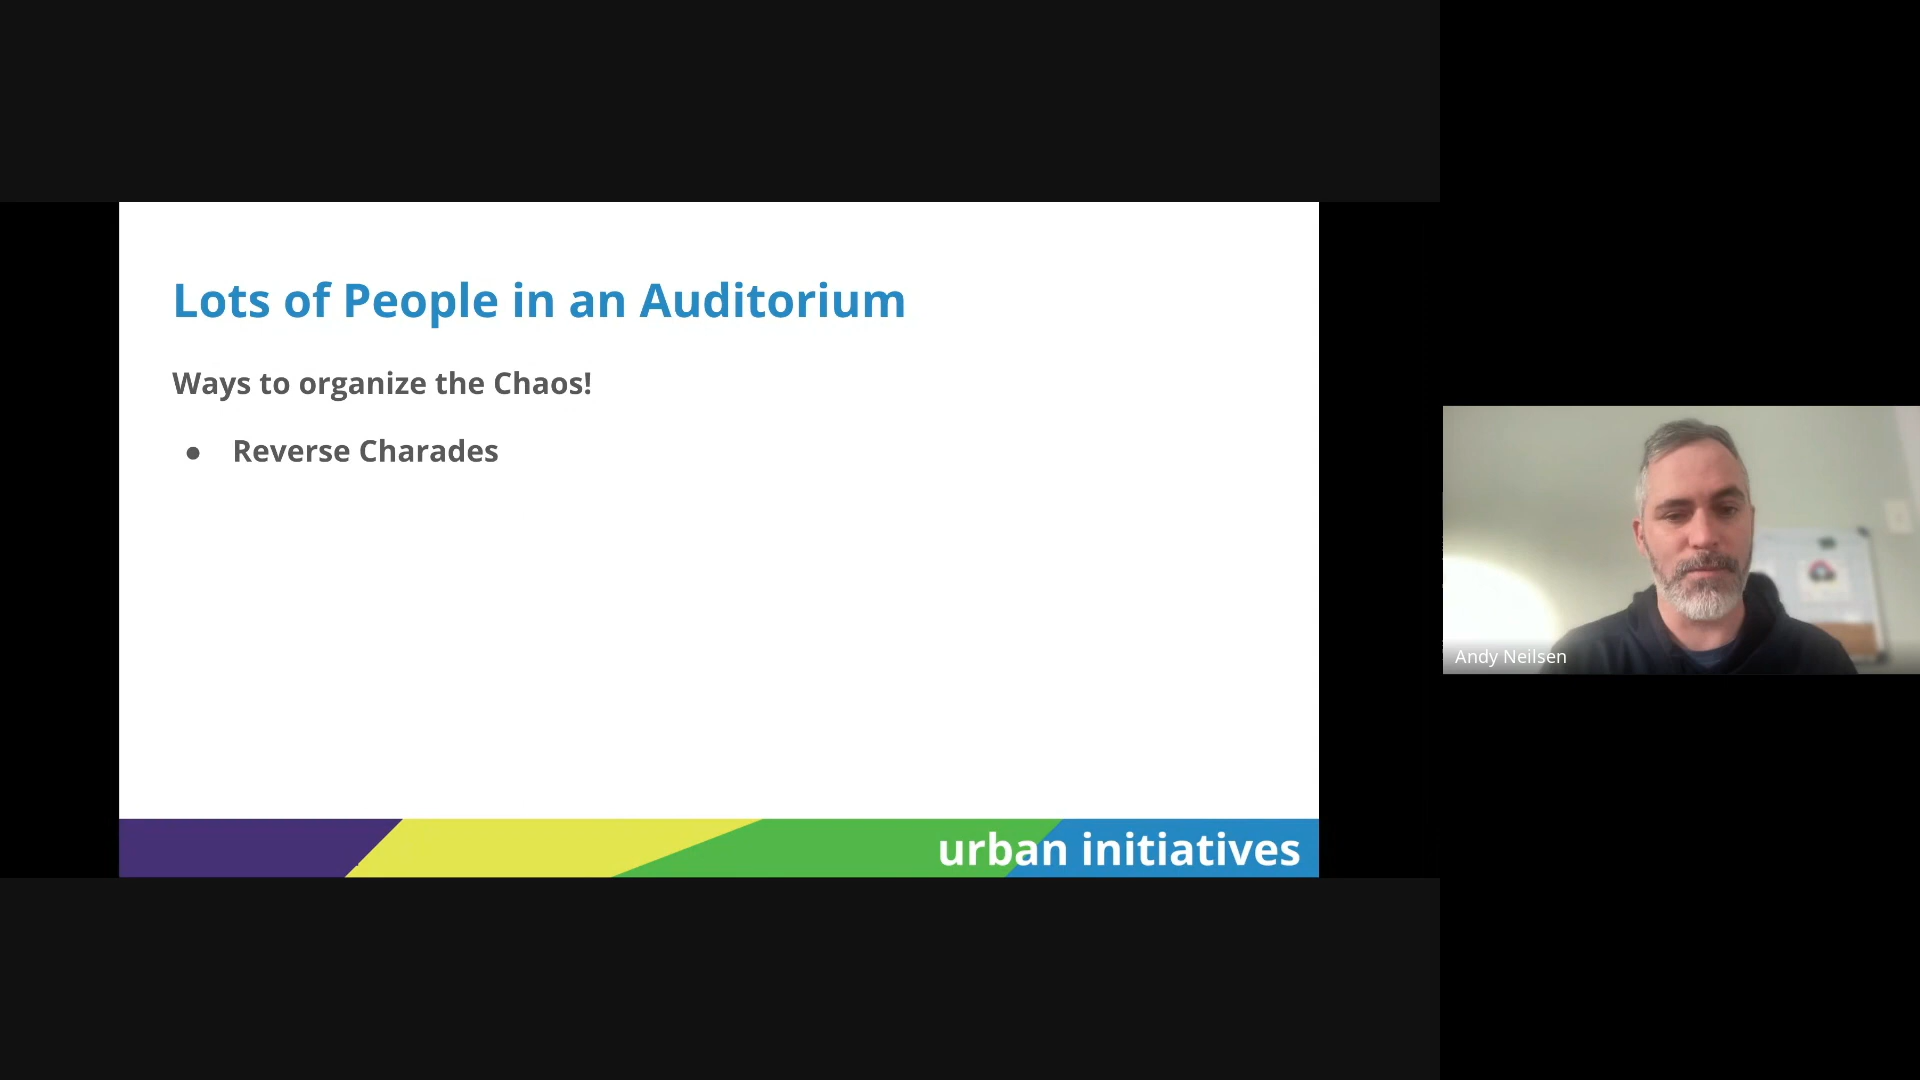 Lots of People in an Auditorium
Ways to organize the Chaos!
● Reverse Charades
urban initiatives
Andy Neilsen